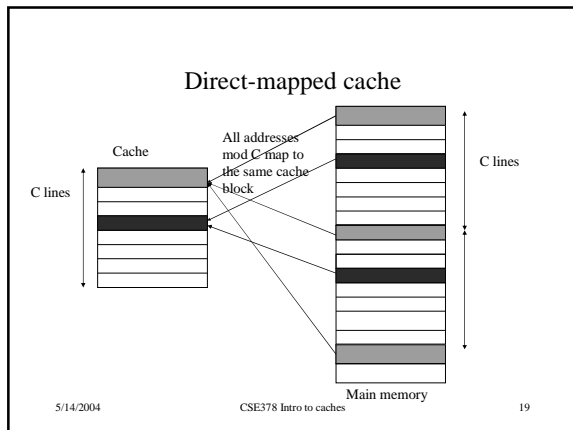 Direct-mapped cache
Cache
C lines
All addresses
mod C map to
the same cache
block
C lines
Main memory
5/14/2004
CSE378 Intro to caches
19